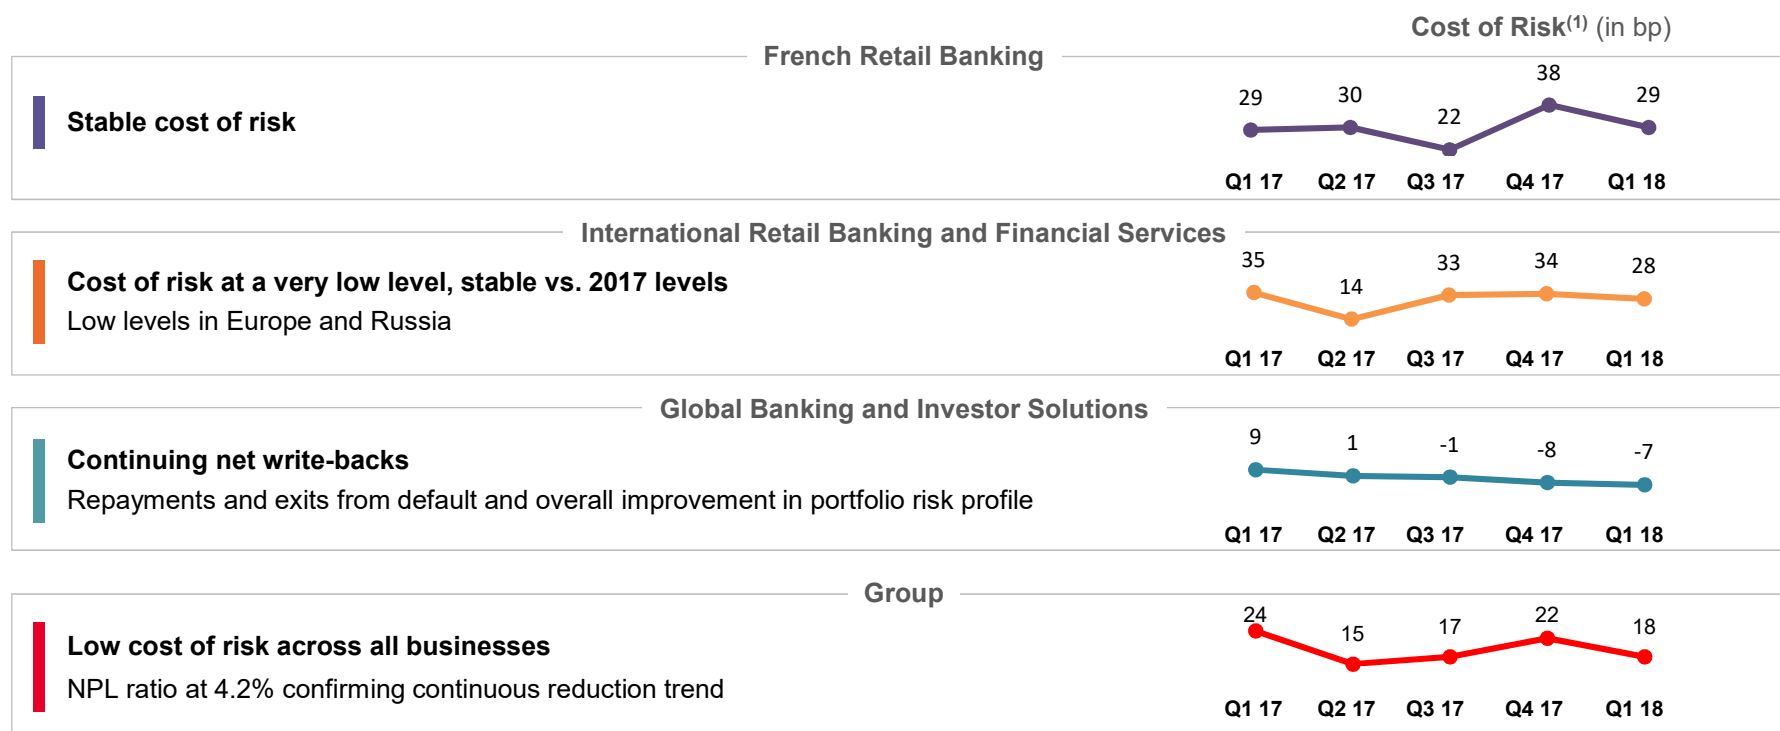 Cost of Risk(1) (in bp)
French Retail Banking
Stable cost of risk
29 30 22 38 29
Q1 17 Q2 17 Q3 17 Q4 17 Q1 18
International Retail Banking and Financial Services
Cost of risk at a very low level, stable vs. 2017 levels
Low levels in Europe and Russia
35 14 33 34 28
Q1 17 Q2 17 Q3 17 Q4 17 Q1 18
Global Banking and Investor Solutions
Continuing net write-backs
Repayments and exits from default and overall improvement in portfolio risk profile
9 1 -1 -8 -7
Q1 17 Q2 17 Q3 17 Q4 17 Q1 18
Group
Low cost of risk across all businesses
NPL ratio at 4.2% confirming continuous reduction trend
24 15 17 22 18
Q1 17 Q2 17 Q3 17 Q4 17 Q1 18